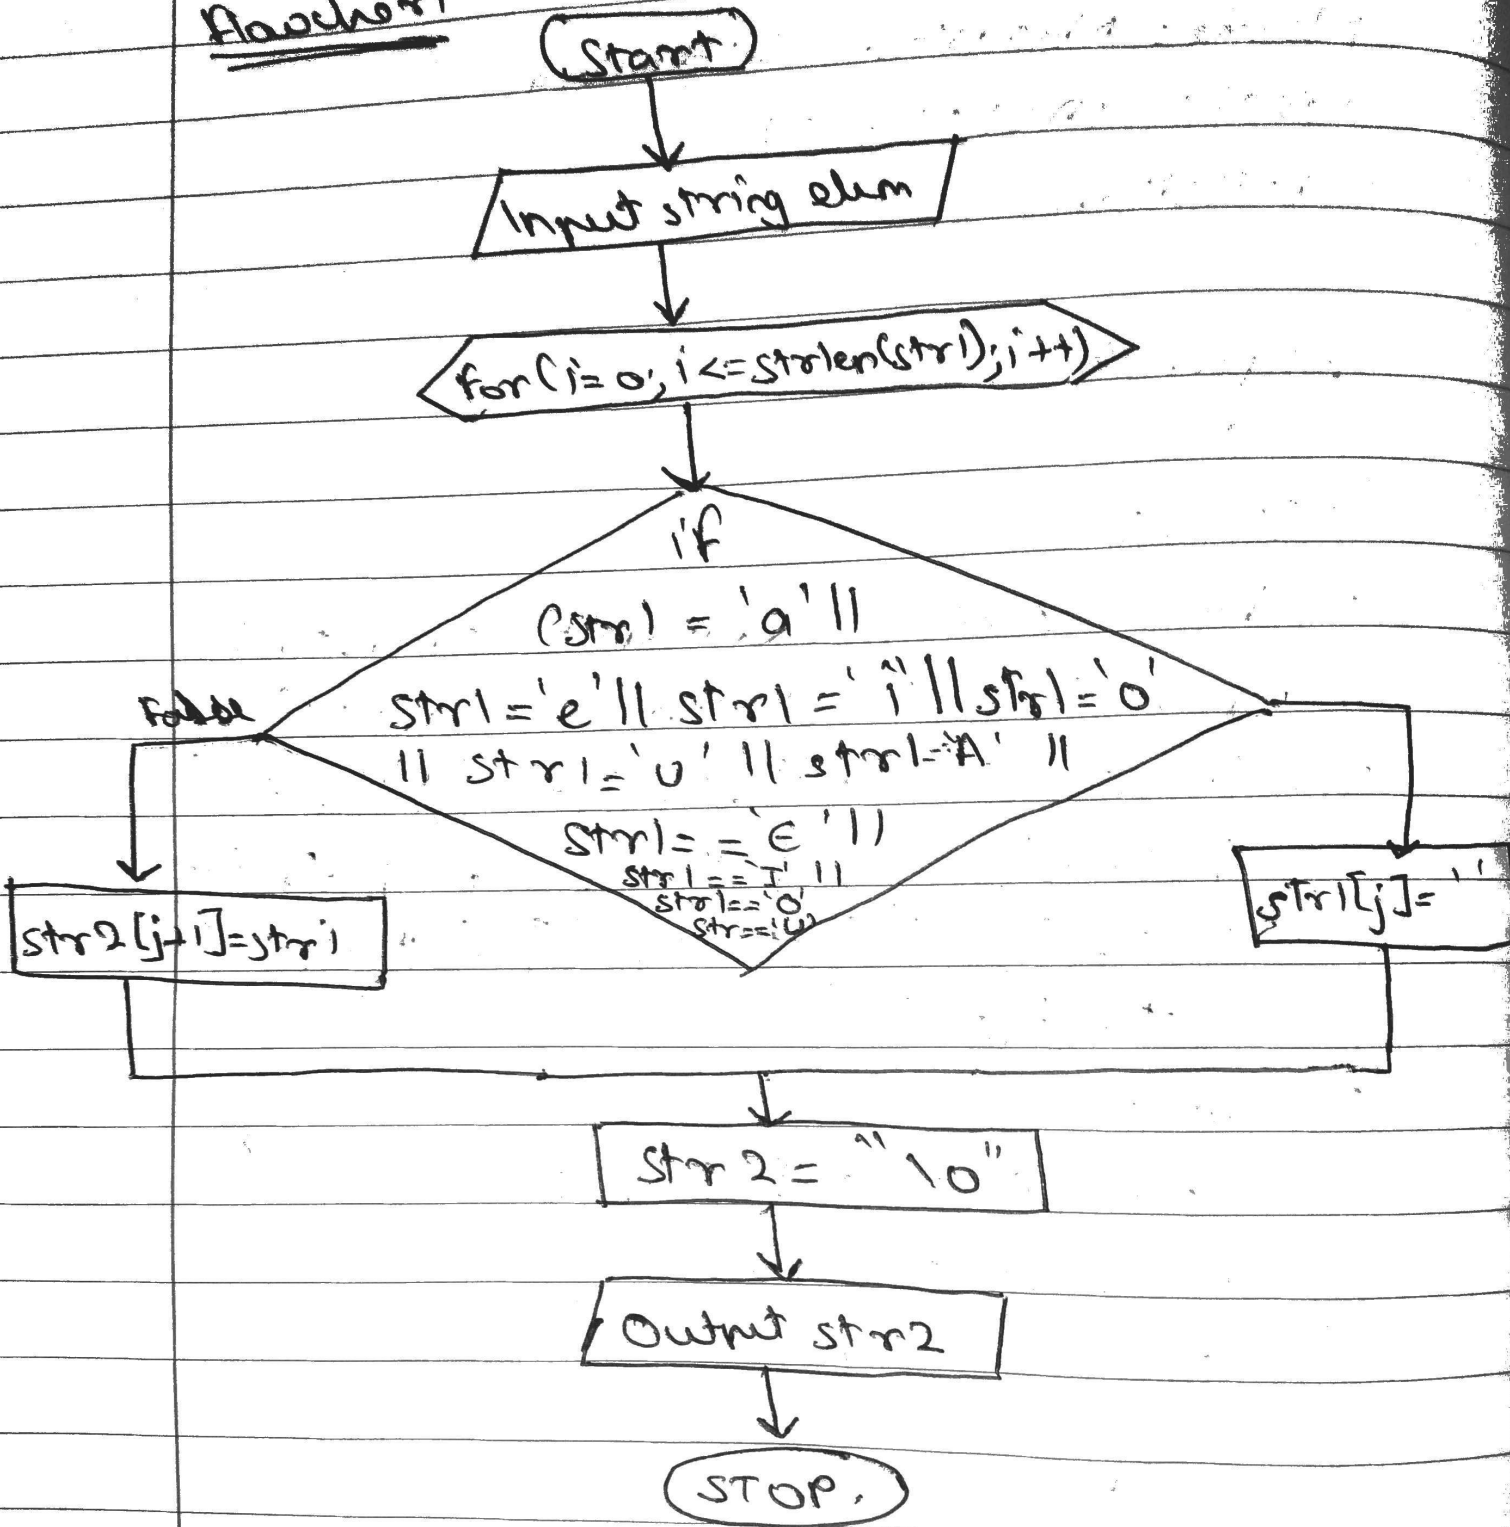 Start
Input string elem
for(i=0; i<=strlen(str1); i++)
if
(str1 = 'a' ||
str1 = 'e' || str1 = 'i' || str1 = 'o'
|| str1 = 'u' || str1 = 'A' ||
str1 = = 'E' ||
str1 == 'I' ||
str1 == 'O'
str == 'U'
False
str2[j+1]=str1
str1[j]= ' '
str2 = "\0"
Output str2
STOP.